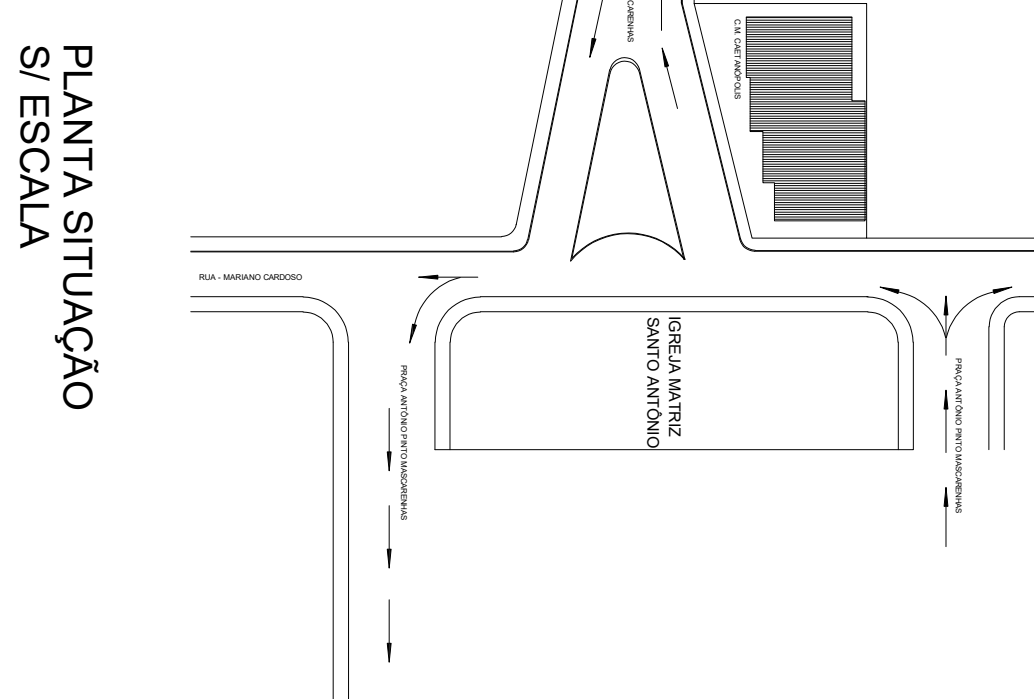 PLANTA SITUAÇÃO
S/ ESCALA
CARENHAS
C.M. CAETANÓPOLIS
RUA - MARIANO CARDOSO
IGREJA MATRIZ
SANTO ANTÔNIO
PRAÇA ANTÔNIO PINTO MASCARENHAS
PRAÇA ANTÔNIO PINTO MASCARENHAS